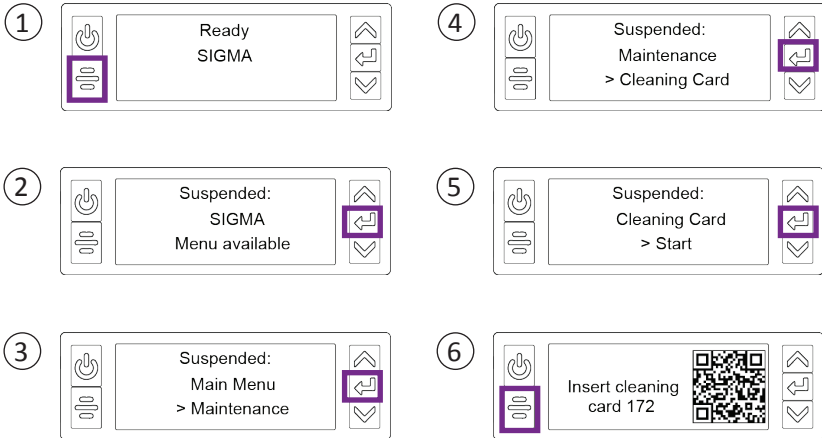 1
Ready
SIGMA
2
Suspended:
SIGMA
Menu available
3
Suspended:
Main Menu
> Maintenance
4
Suspended:
Maintenance
> Cleaning Card
5
Suspended:
Cleaning Card
> Start
6
Insert cleaning
card 172